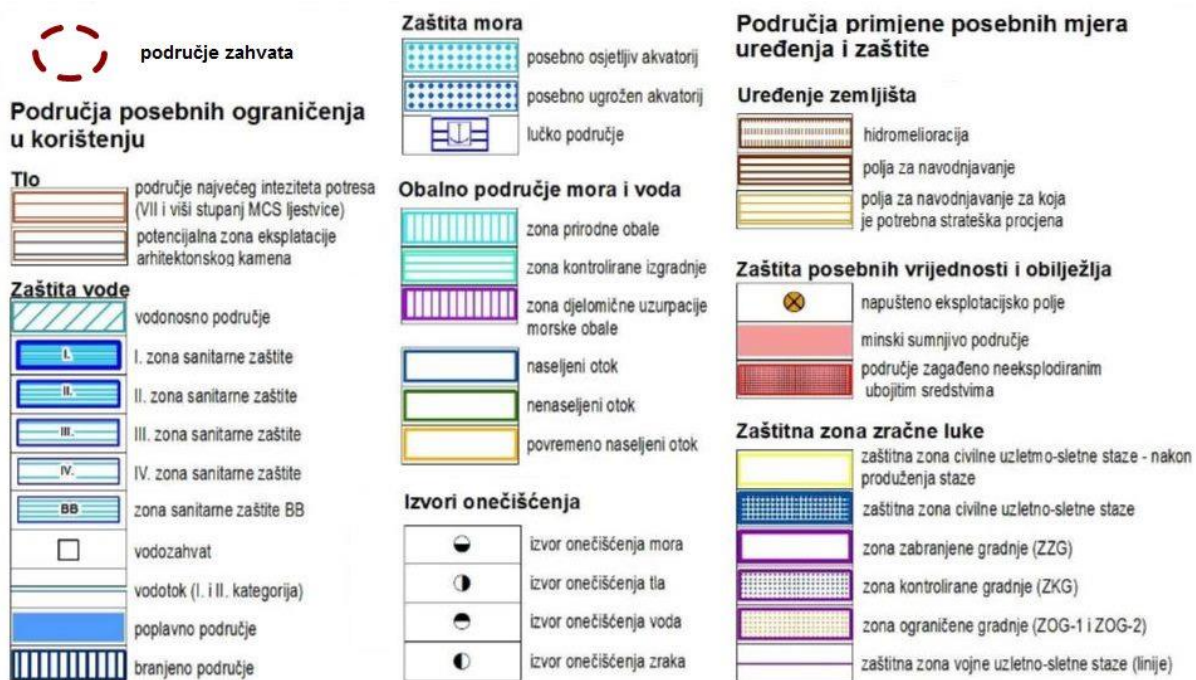 područje zahvata
Područja posebnih ograničenja
u korištenju
Tlo
područje najvećeg inteziteta potresa
(VII i viši stupanj MCS ljestvice)
potencijalna zona eksplatacije
arhitektonskog kamena
Zaštita vode
vodonosno područje
I.
I. zona sanitarne zaštite
II.
II. zona sanitarne zaštite
III.
III. zona sanitarne zaštite
IV.
IV. zona sanitarne zaštite
BB
zona sanitarne zaštite BB
vodozahvat
vodotok (I. i II. kategorija)
poplavno područje
branjeno područje
Zaštita mora
posebno osjetljiv akvatorij
posebno ugrožen akvatorij
lučko područje
Obalno područje mora i voda
zona prirodne obale
zona kontrolirane izgradnje
zona djelomične uzurpacije
morske obale
naseljeni otok
nenaseljeni otok
povremeno naseljeni otok
Izvori onečišćenja
izvor onečišćenja mora
izvor onečišćenja tla
izvor onečišćenja voda
izvor onečišćenja zraka
Područja primjene posebnih mjera
uređenja i zaštite
Uređenje zemljišta
hidromelioracija
polja za navodnjavanje
polja za navodnjavanje za koja
je potrebna strateška procjena
Zaštita posebnih vrijednosti i obilježlja
napušteno eksplotacijsko polje
minski sumnjivo područje
područje zagađeno neeksplodiranim
ubojitim sredstvima
Zaštitna zona zračne luke
zaštitna zona civilne uzletmo-sletne staze - nakon
produženja staze
zaštitna zona civilne uzletno-sletne staze
zona zabranjene gradnje (ZZG)
zona kontrolirane gradnje (ZKG)
zona ograničene gradnje (ZOG-1 i ZOG-2)
zaštitna zona vojne uzletno-sletne staze (linije)